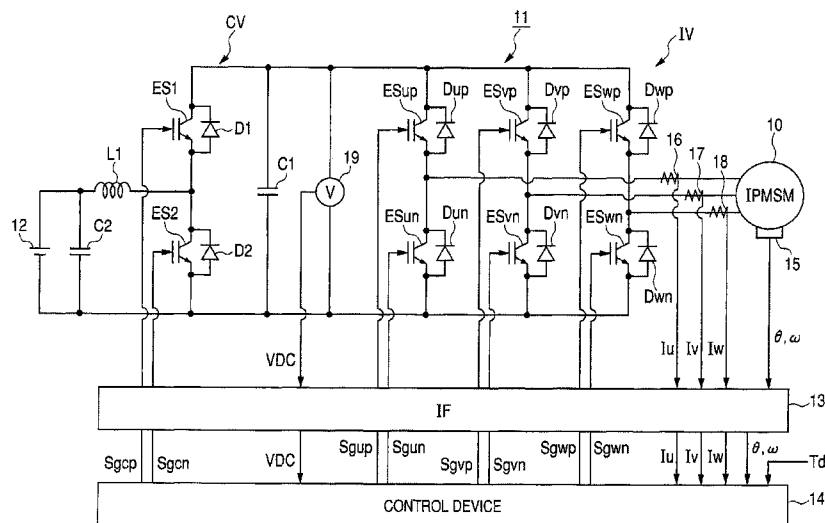 CV
11
IV
ES1
D1
ESup
Dup
ESvp
Dvp
ESwp
Dwp
10
16
17
18
IPMSM
L1
C1
19
V
12
C2
ES2
D2
ESun
Dun
ESvn
Dvn
ESwn
Dwn
15
VDC
Iu
Iv
Iw
θ, ω
IF
13
Sgcp
Sgcn
VDC
Sgup
Sgun
Sgvp
Sgvn
Sgwp
Sgwn
Iu
Iv
Iw
θ, ω
Td
CONTROL DEVICE
14